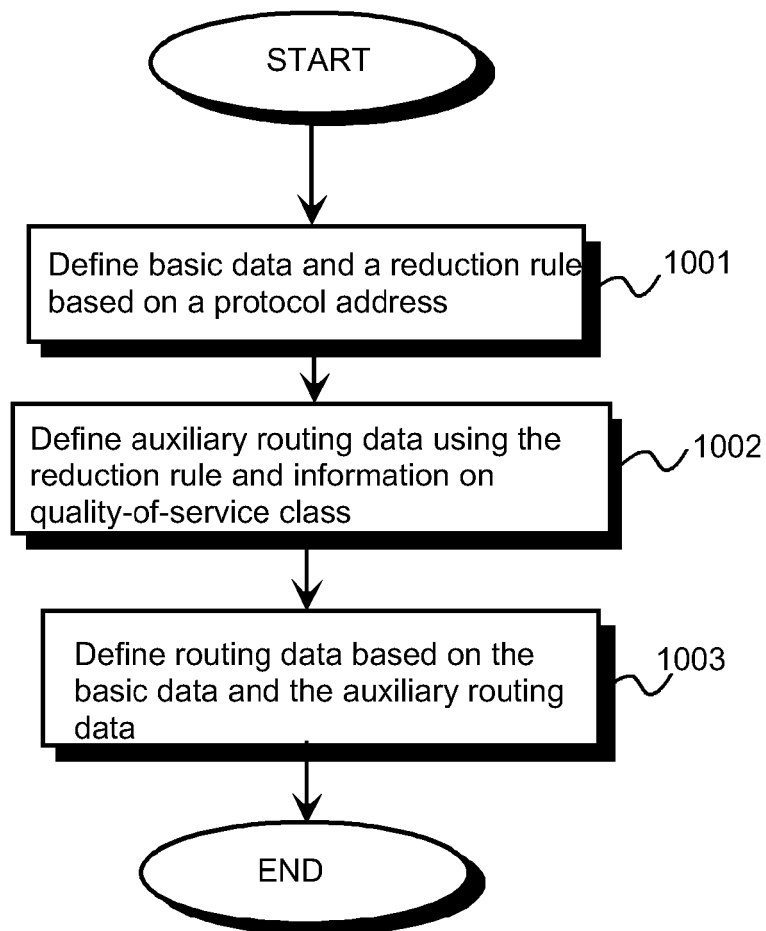 START
Define basic data and a reduction rule
based on a protocol address
1001
Define auxiliary routing data using the
reduction rule and information on
quality-of-service class
1002
Define routing data based on the
basic data and the auxiliary routing
data
1003
END